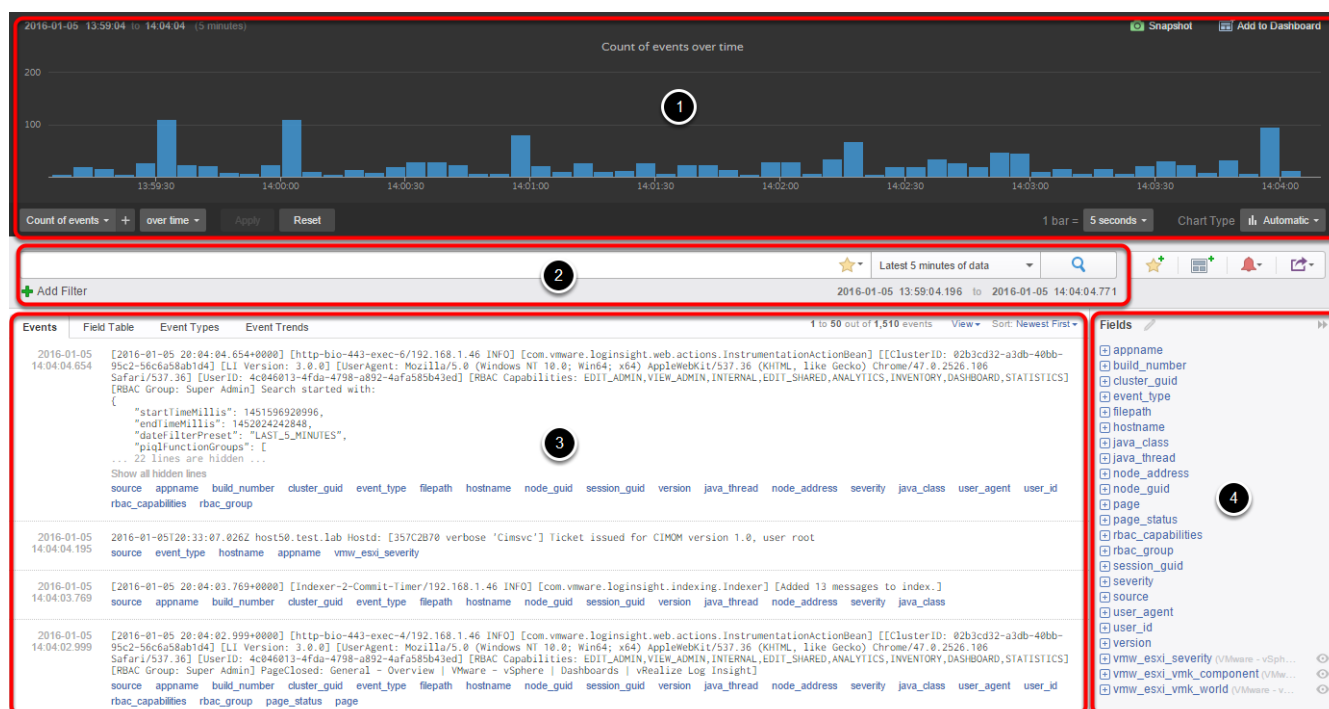 2016-01-05 13:59:04 to 14:04:04 (5 minutes)
Snapshot
Add to Dashboard
Count of events over time
200
100
1
13:59:30 14:00:00 14:00:30 14:01:00 14:01:30 14:02:00 14:02:30 14:03:00 14:03:30 14:04:00
Count of events + over time Apply Reset
1 bar = 5 seconds Chart Type Automatic
2
Latest 5 minutes of data
Add Filter
2016-01-05 13:59:04.196 to 2016-01-05 14:04:04.771
Events Field Table Event Types Event Trends
1 to 50 out of 1,510 events View Sort: Newest First
2016-01-05
14:04:04.654
[2016-01-05 20:04:04.654+0000] [http-bio-443-exec-6/192.168.1.46 INFO] [com.vmware.loginsight.web.actions.InstrumentationActionBean] [[ClusterID: 02b3cd32-a3db-40bb-
95c2-56c6a58ab1d4] [LI Version: 3.0.0] [UserAgent: Mozilla/5.0 (Windows NT 10.0; Win64; x64) AppleWebKit/537.36 (KHTML, like Gecko) Chrome/47.0.2526.106
Safari/537.36] [UserID: 4c046013-4fda-4798-a892-4afa585b43ed] [RBAC Capabilities: EDIT_ADMIN,VIEW_ADMIN,INTERNAL,EDIT_SHARED,ANALYTICS,INVENTORY,DASHBOARD,STATISTICS]
[RBAC Group: Super Admin] Search started with:
{
"startTimeMillis": 1451596920996,
"endTimeMillis": 1452024242848,
"dateFilterPreset": "LAST_5_MINUTES",
"piqlFunctionGroups": [
... 22 lines are hidden ...
Show all hidden lines
source appname build_number cluster_guid event_type filepath hostname node_guid session_guid version java_thread node_address severity java_class user_agent user_id
rbac_capabilities rbac_group
3
2016-01-05
14:04:04.195
2016-01-05T20:33:07.026Z host50.test.lab Hostd: [357C2B70 verbose 'Cimsvc'] Ticket issued for CIMOM version 1.0, user root
source event_type hostname appname vmw_esxi_severity
2016-01-05
14:04:03.769
[2016-01-05 20:04:03.769+0000] [Indexer-2-Commit-Timer/192.168.1.46 INFO] [com.vmware.loginsight.indexing.Indexer] [Added 13 messages to index.]
source appname build_number cluster_guid event_type filepath hostname node_guid session_guid version java_thread node_address severity java_class
2016-01-05
14:04:02.999
[2016-01-05 20:04:02.999+0000] [http-bio-443-exec-4/192.168.1.46 INFO] [com.vmware.loginsight.web.actions.InstrumentationActionBean] [[ClusterID: 02b3cd32-a3db-40bb-
95c2-56c6a58ab1d4] [LI Version: 3.0.0] [UserAgent: Mozilla/5.0 (Windows NT 10.0; Win64; x64) AppleWebKit/537.36 (KHTML, like Gecko) Chrome/47.0.2526.106
Safari/537.36] [UserID: 4c046013-4fda-4798-a892-4afa585b43ed] [RBAC Capabilities: EDIT_ADMIN,VIEW_ADMIN,INTERNAL,EDIT_SHARED,ANALYTICS,INVENTORY,DASHBOARD,STATISTICS]
[RBAC Group: Super Admin] PageClosed: General - Overview | VMware - vSphere | Dashboards | vRealize Log Insight]
source appname build_number cluster_guid event_type filepath hostname node_guid session_guid version java_thread node_address severity java_class user_agent user_id
rbac_capabilities rbac_group page_status page
Fields
appname
build_number
cluster_guid
event_type
filepath
hostname
java_class
java_thread
node_address
node_guid
page
page_status
rbac_capabilities
rbac_group
session_guid
severity
source
user_agent
user_id
version
vmw_esxi_severity (VMware - vSph...
vmw_esxi_vmk_component (VMw...
vmw_esxi_vmk_world (VMware - v...
4